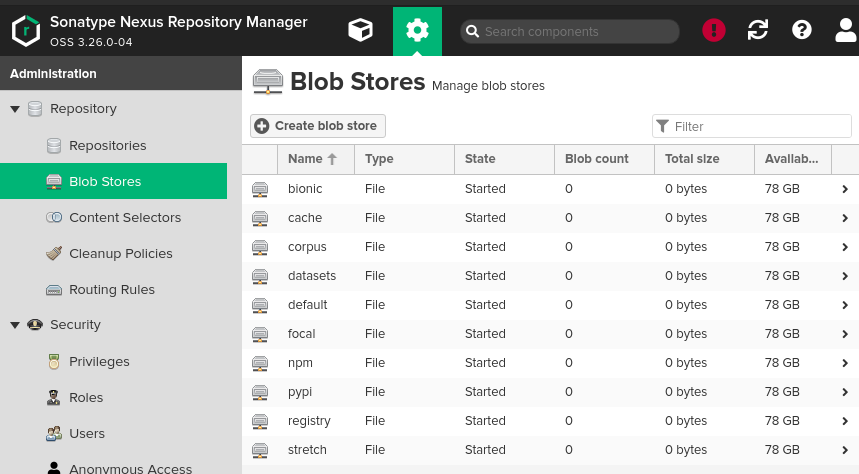 Sonatype Nexus Repository Manager
OSS 3.26.0-04
Search components
Administration
Repository
Repositories
Blob Stores
Content Selectors
Cleanup Policies
Routing Rules
Security
Privileges
Roles
Users
Anonymous Access
Blob Stores Manage blob stores
Create blob store
Filter
Name Type State Blob count Total size Availab...
bionic File Started 0 0 bytes 78 GB
cache File Started 0 0 bytes 78 GB
corpus File Started 0 0 bytes 78 GB
datasets File Started 0 0 bytes 78 GB
default File Started 0 0 bytes 78 GB
focal File Started 0 0 bytes 78 GB
npm File Started 0 0 bytes 78 GB
pypi File Started 0 0 bytes 78 GB
registry File Started 0 0 bytes 78 GB
stretch File Started 0 0 bytes 78 GB